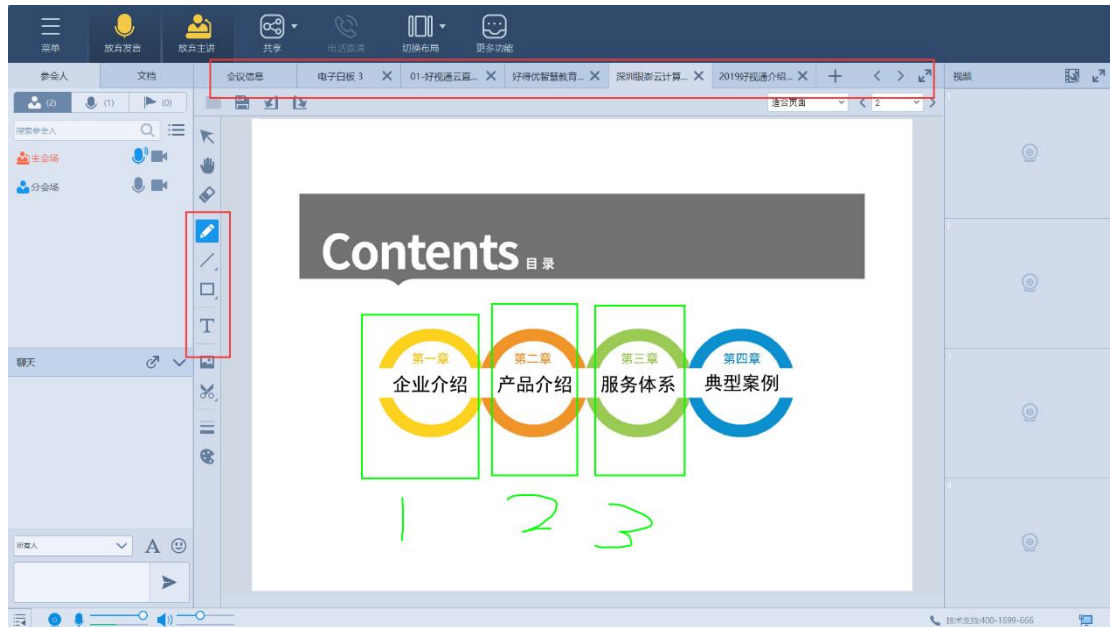 菜单
放弃发言
放弃主讲
共享
电话邀请
切换布局
更多功能
参会人
文档
会议信息
电子白板 3
01-好视通云直...
好得优智慧教育...
深圳银澎云计算...
2019好视通介绍...
视频
(2)
(1)
(0)
适合页面
2
搜索参会人
主会场
分会场
Contents 目录
第一章
企业介绍
第二章
产品介绍
第三章
服务体系
第四章
典型案例
1 2 3
聊天
所有人
技术支持:400-1699-666